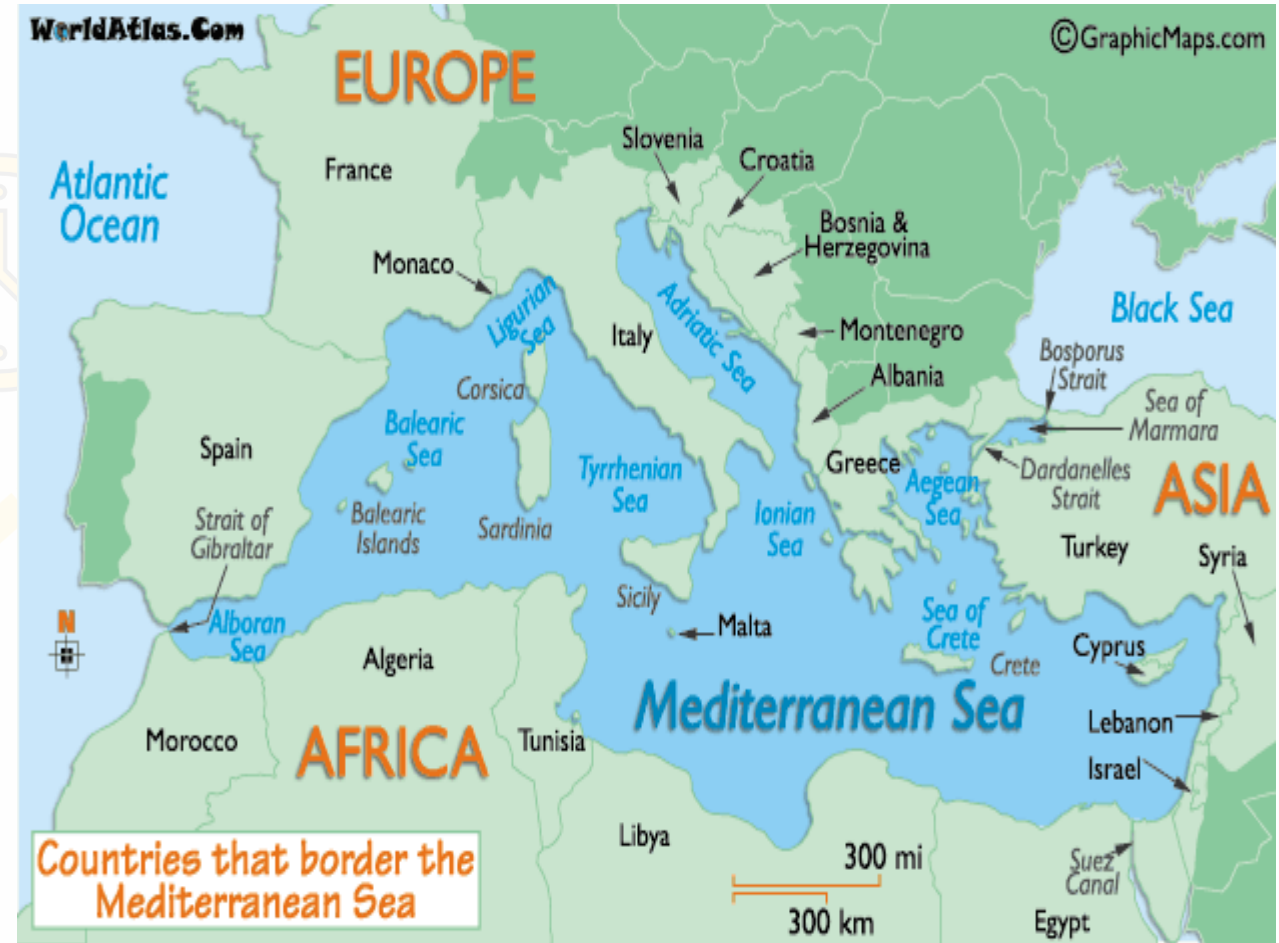 WorldAtlas.Com
©GraphicMaps.com
EUROPE
Slovenia
Croatia
France
Atlantic
Ocean
Bosnia &
Herzegovina
Monaco
Ligurian
Sea
Adriatic Sea
Black Sea
Italy
Montenegro
Bosporus
Strait
Albania
Corsica
Sea of
Marmara
Balearic
Sea
Spain
Tyrrhenian
Sea
Greece
Aegean
Sea
Dardanelles
Strait
ASIA
Strait of
Gibraltar
Balearic
Islands
Sardinia
Ionian
Sea
Turkey
Syria
Sicily
N
Alboran
Sea
Malta
Sea of
Crete
Crete
Cyprus
Algeria
Mediterranean Sea
Lebanon
Morocco
AFRICA
Tunisia
Israel
Libya
300 mi
300 km
Suez
Canal
Egypt
Countries that border the
Mediterranean Sea